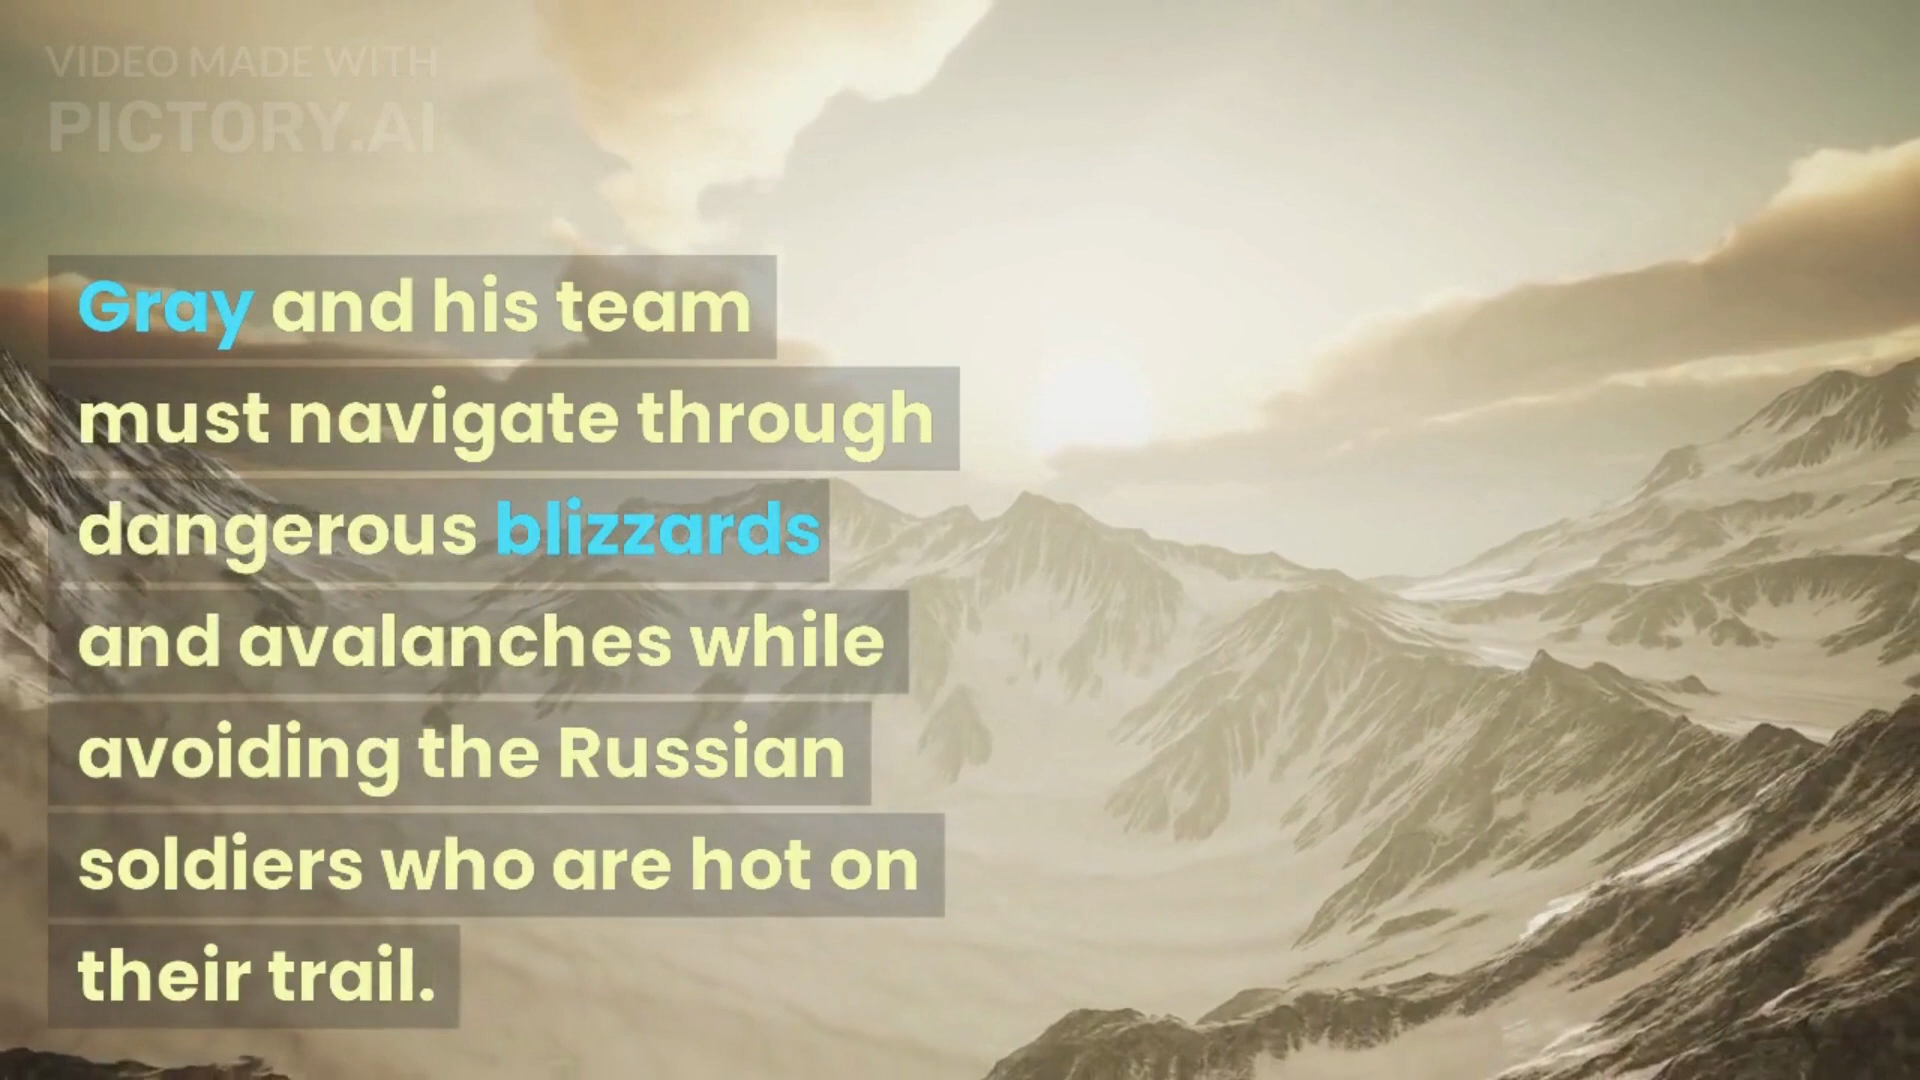 VIDEO MADE WITH
PICTORY.AI
Gray and his team
must navigate through
dangerous blizzards
and avalanches while
avoiding the Russian
soldiers who are hot on
their trail.